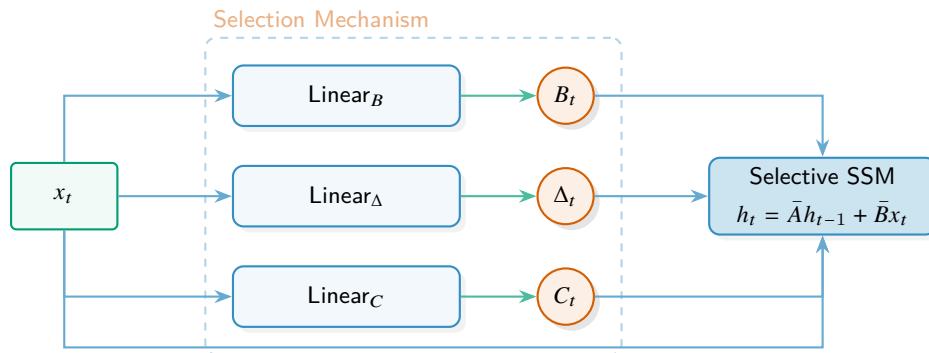 Selection Mechanism
Linear_B
B_t
x_t
Linear_Δ
Δ_t
Selective SSM
h_t = Āh_{t−1} + B̄x_t
Linear_C
C_t